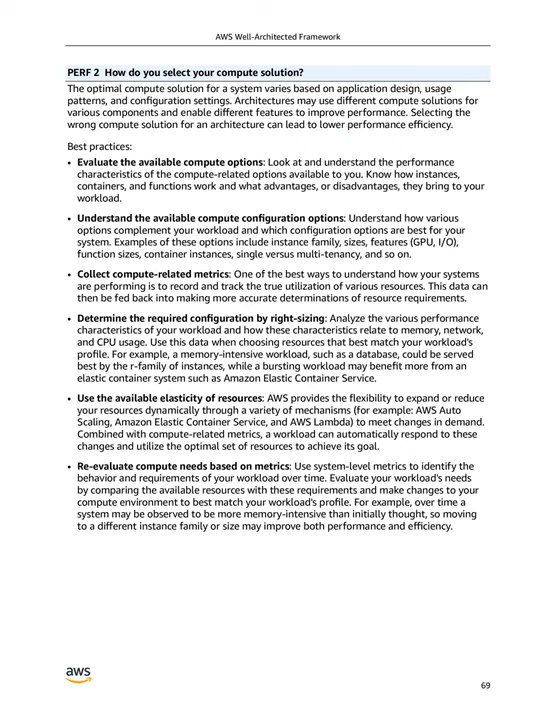 AWS Well-Architected Framework
PERF 2 How do you select your compute solution?
The optimal compute solution for a system varies based on application design, usage
patterns, and configuration settings. Architectures may use different compute solutions for
various components and enable different features to improve performance. Selecting the
wrong compute solution for an architecture can lead to lower performance efficiency.
Best practices:
• Evaluate the available compute options: Look at and understand the performance
characteristics of the compute-related options available to you. Know how instances,
containers, and functions work and what advantages, or disadvantages, they bring to your
workload.
• Understand the available compute configuration options: Understand how various
options complement your workload and which configuration options are best for your
system. Examples of these options include instance family, sizes, features (GPU, I/O),
function sizes, container instances, single versus multi-tenancy, and so on.
• Collect compute-related metrics: One of the best ways to understand how your systems
are performing is to record and track the true utilization of various resources. This data can
then be fed back into making more accurate determinations of resource requirements.
• Determine the required configuration by right-sizing: Analyze the various performance
characteristics of your workload and how these characteristics relate to memory, network,
and CPU usage. Use this data when choosing resources that best match your workload's
profile. For example, a memory-intensive workload, such as a database, could be served
best by the r-family of instances, while a bursting workload may benefit more from an
elastic container system such as Amazon Elastic Container Service.
• Use the available elasticity of resources: AWS provides the flexibility to expand or reduce
your resources dynamically through a variety of mechanisms (for example: AWS Auto
Scaling, Amazon Elastic Container Service, and AWS Lambda) to meet changes in demand.
Combined with compute-related metrics, a workload can automatically respond to these
changes and utilize the optimal set of resources to achieve its goal.
• Re-evaluate compute needs based on metrics: Use system-level metrics to identify the
behavior and requirements of your workload over time. Evaluate your workload's needs
by comparing the available resources with these requirements and make changes to your
compute environment to best match your workload's profile. For example, over time a
system may be observed to be more memory-intensive than initially thought, so moving
to a different instance family or size may improve both performance and efficiency.
aws
69